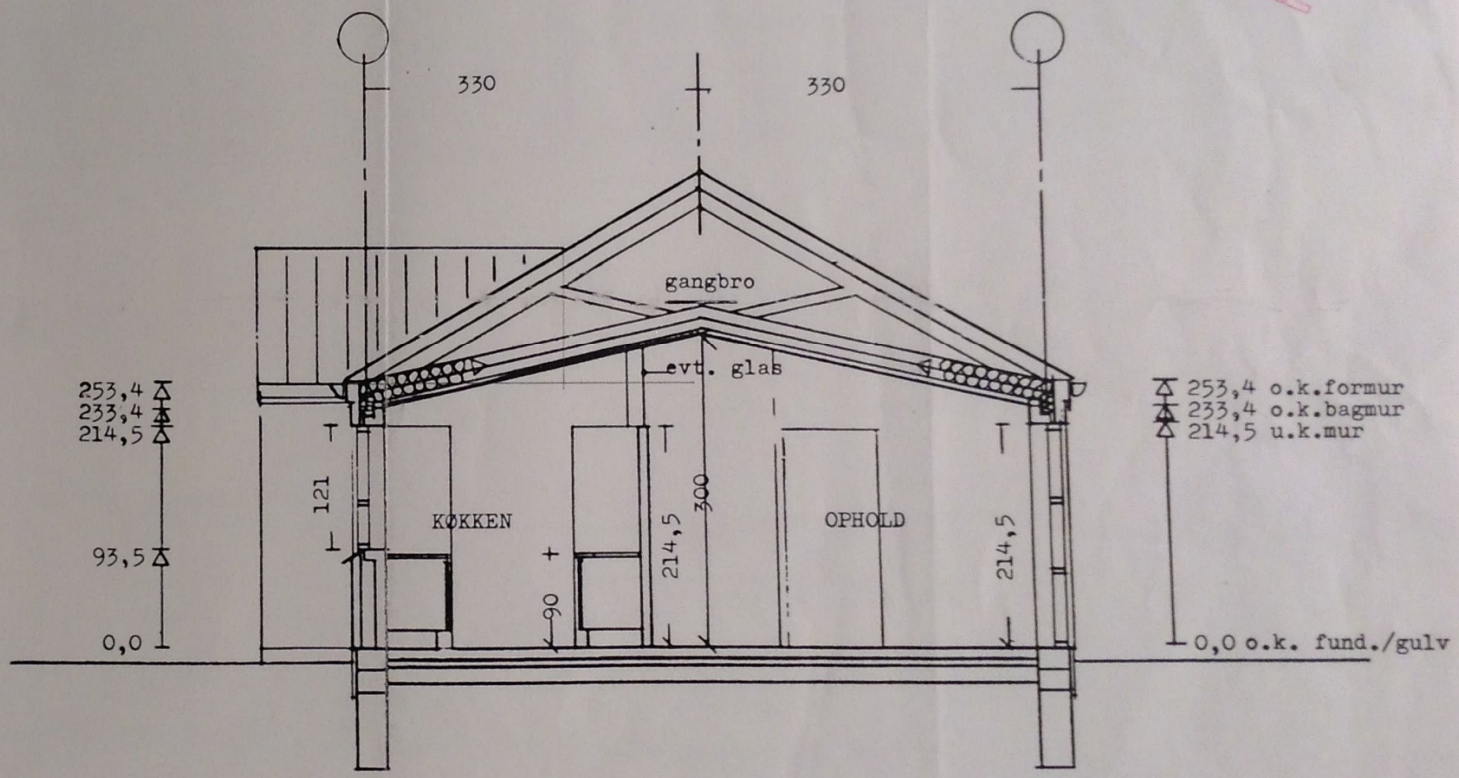 330
330
gangbro
evt. glas
253,4
233,4
214,5
93,5
0,0
121
KØKKEN
90
214,5
300
OPHOLD
214,5
253,4 o.k.formur
233,4 o.k.bagmur
214,5 u.k.mur
0,0 o.k. fund./gulv